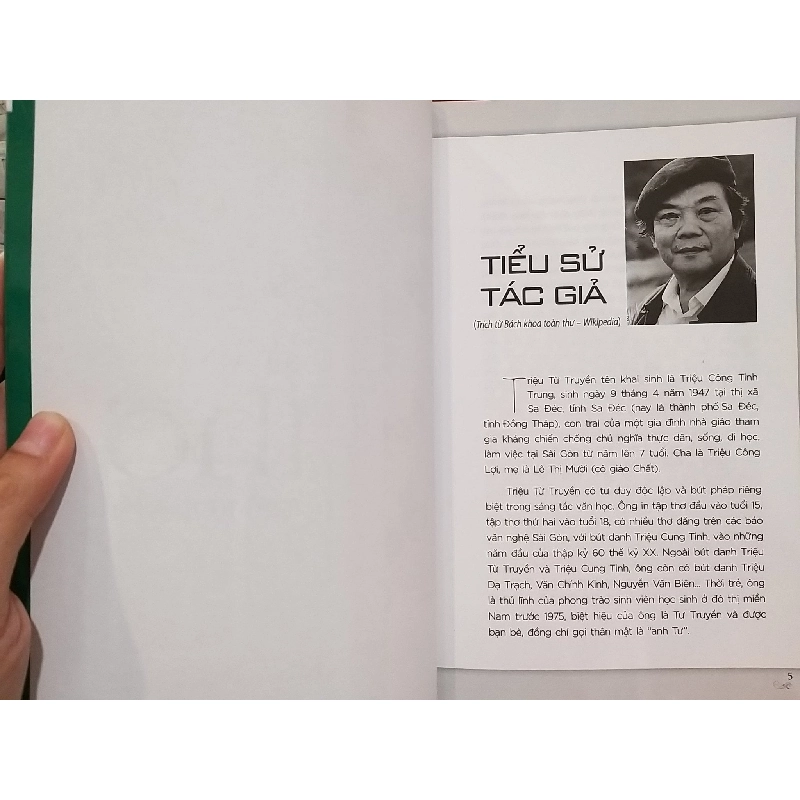 TIỂU SỬ
TÁC GIẢ
(Trích từ Bách khoa toàn thư – Wikipedia)
Triệu Từ Truyền tên khai sinh là Triệu Công Tinh
Trung, sinh ngày 9 tháng 4 năm 1947 tại thị xã
Sa Đéc, tỉnh Sa Đéc (nay là thành phố Sa Đéc,
tỉnh Đồng Tháp), con trai của một gia đình nhà giáo tham
gia kháng chiến chống chủ nghĩa thực dân, sống, đi học,
làm việc tại Sài Gòn từ năm lên 7 tuổi. Cha là Triệu Công
Lợi, mẹ là Lê Thị Mười (cô giáo Chất).
Triệu Từ Truyền có tư duy độc lập và bút pháp riêng
biệt trong sáng tác văn học. Ông in tập thơ đầu vào tuổi 15,
tập thơ thứ hai vào tuổi 18, có nhiều thơ đăng trên các báo
văn nghệ Sài Gòn, với bút danh Triệu Cung Tinh, vào những
năm đầu của thập kỷ 60 thế kỷ XX. Ngoài bút danh Triệu
Từ Truyền và Triệu Cung Tinh, ông còn có bút danh Triệu
Dạ Trạch, Văn Chính Kinh, Nguyễn Văn Biên... Thời trẻ, ông
là thủ lĩnh của phong trào sinh viên học sinh ở đô thị miền
Nam trước 1975, biệt hiệu của ông là Tư Truyền và được
bạn bè, đồng chí gọi thân mật là "anh Tư".
5